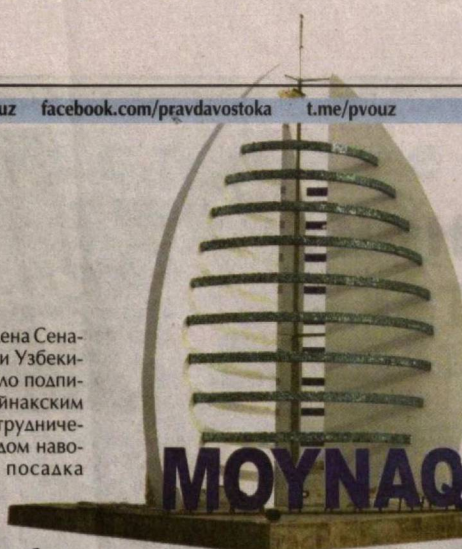 uz facebook.com/pravdavostoka t.me/pvouz
ена Сена-
и Узбеки-
ло подпи-
йнакским
трудниче-
дом наво-
посадка
MOYNAQ